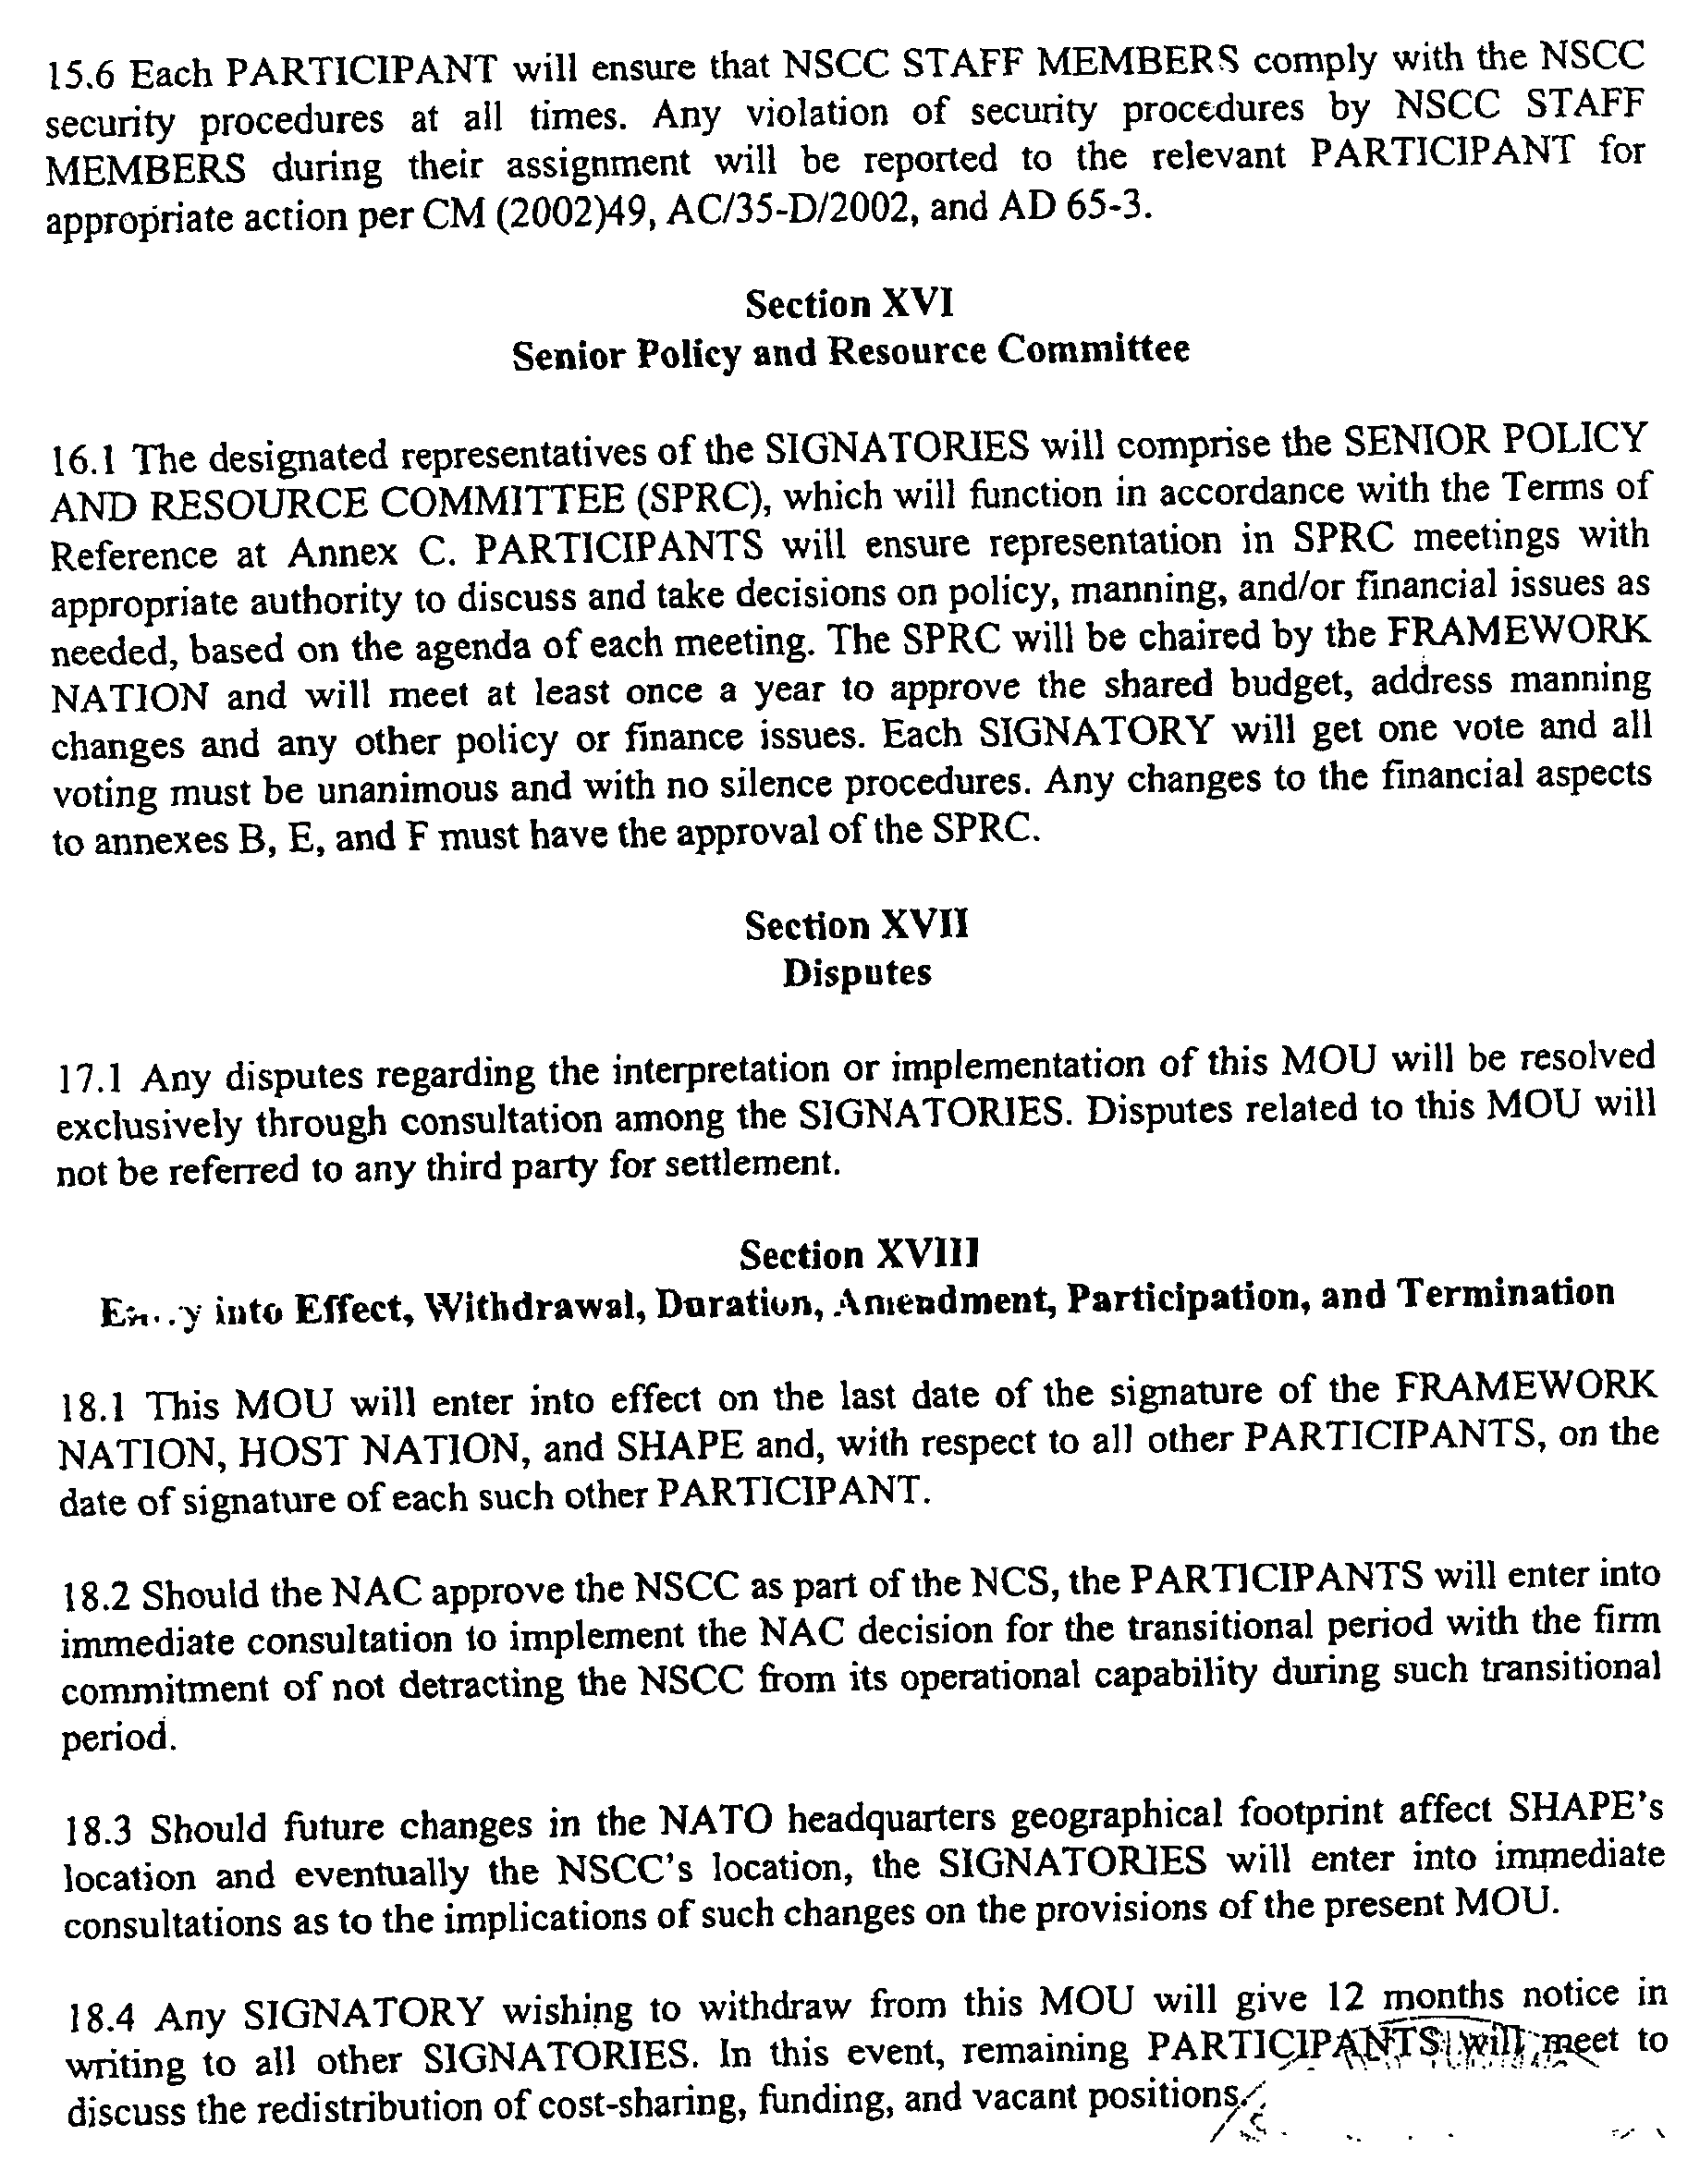 15.6 Each PARTICIPANT will ensure that NSCC STAFF MEMBERS comply with the NSCC
security procedures at all times. Any violation of security procedures by NSCC STAFF
MEMBERS during their assignment will be reported to the relevant PARTICIPANT for
appropriate action per CM (2002)49, AC/35-D/2002, and AD 65-3.
Section XVI
Senior Policy and Resource Committee
16.1 The designated representatives of the SIGNATORIES will comprise the SENIOR POLICY
AND RESOURCE COMMITTEE (SPRC), which will function in accordance with the Terms of
Reference at Annex C. PARTICIPANTS will ensure representation in SPRC meetings with
appropriate authority to discuss and take decisions on policy, manning, and/or financial issues as
needed, based on the agenda of each meeting. The SPRC will be chaired by the FRAMEWORK
NATION and will meet at least once a year to approve the shared budget, address manning
changes and any other policy or finance issues. Each SIGNATORY will get one vote and all
voting must be unanimous and with no silence procedures. Any changes to the financial aspects
to annexes B, E, and F must have the approval of the SPRC.
Section XVII
Disputes
17.1 Any disputes regarding the interpretation or implementation of this MOU will be resolved
exclusively through consultation among the SIGNATORIES. Disputes related to this MOU will
not be referred to any third party for settlement.
Section XVIII
Entry into Effect, Withdrawal, Duration, Amendment, Participation, and Termination
18.1 This MOU will enter into effect on the last date of the signature of the FRAMEWORK
NATION, HOST NATION, and SHAPE and, with respect to all other PARTICIPANTS, on the
date of signature of each such other PARTICIPANT.
18.2 Should the NAC approve the NSCC as part of the NCS, the PARTICIPANTS will enter into
immediate consultation to implement the NAC decision for the transitional period with the firm
commitment of not detracting the NSCC from its operational capability during such transitional
period.
18.3 Should future changes in the NATO headquarters geographical footprint affect SHAPE's
location and eventually the NSCC's location, the SIGNATORIES will enter into immediate
consultations as to the implications of such changes on the provisions of the present MOU.
18.4 Any SIGNATORY wishing to withdraw from this MOU will give 12 months notice in
writing to all other SIGNATORIES. In this event, remaining PARTICIPANTS will meet to
discuss the redistribution of cost-sharing, funding, and vacant positions.